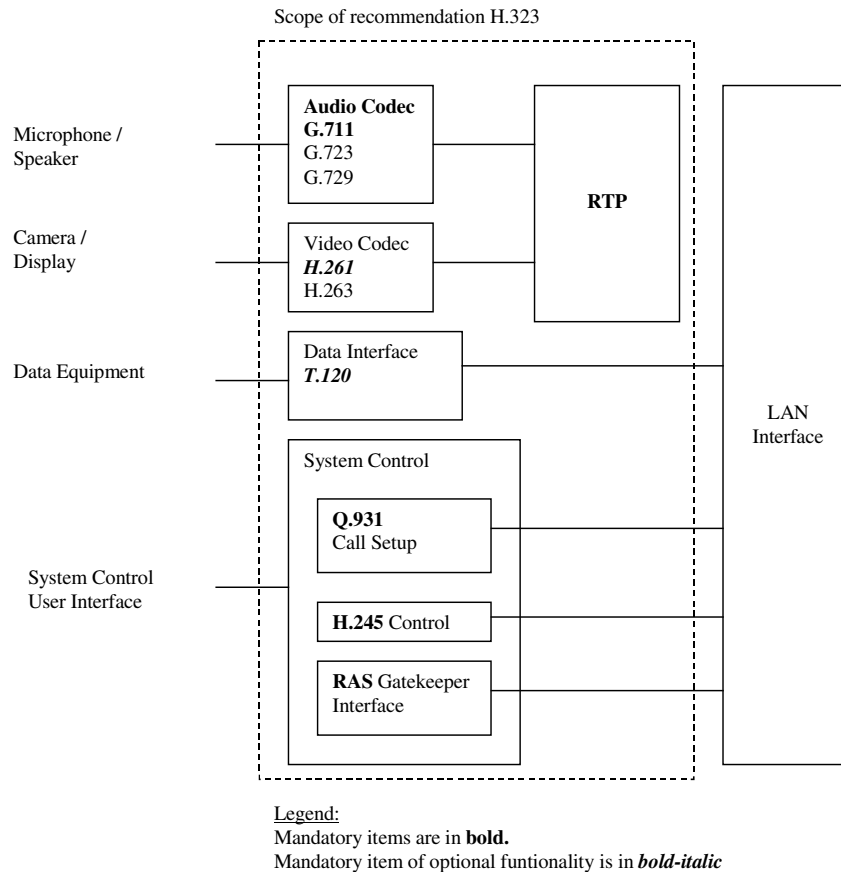 Scope of recommendation H.323
Microphone /
Speaker
Audio Codec
G.711
G.723
G.729
RTP
Camera /
Display
Video Codec
H.261
H.263
Data Equipment
Data Interface
T.120
LAN
Interface
System Control
User Interface
System Control
Q.931
Call Setup
H.245 Control
RAS Gatekeeper
Interface
Legend:
Mandatory items are in bold.
Mandatory item of optional funtionality is in bold-italic